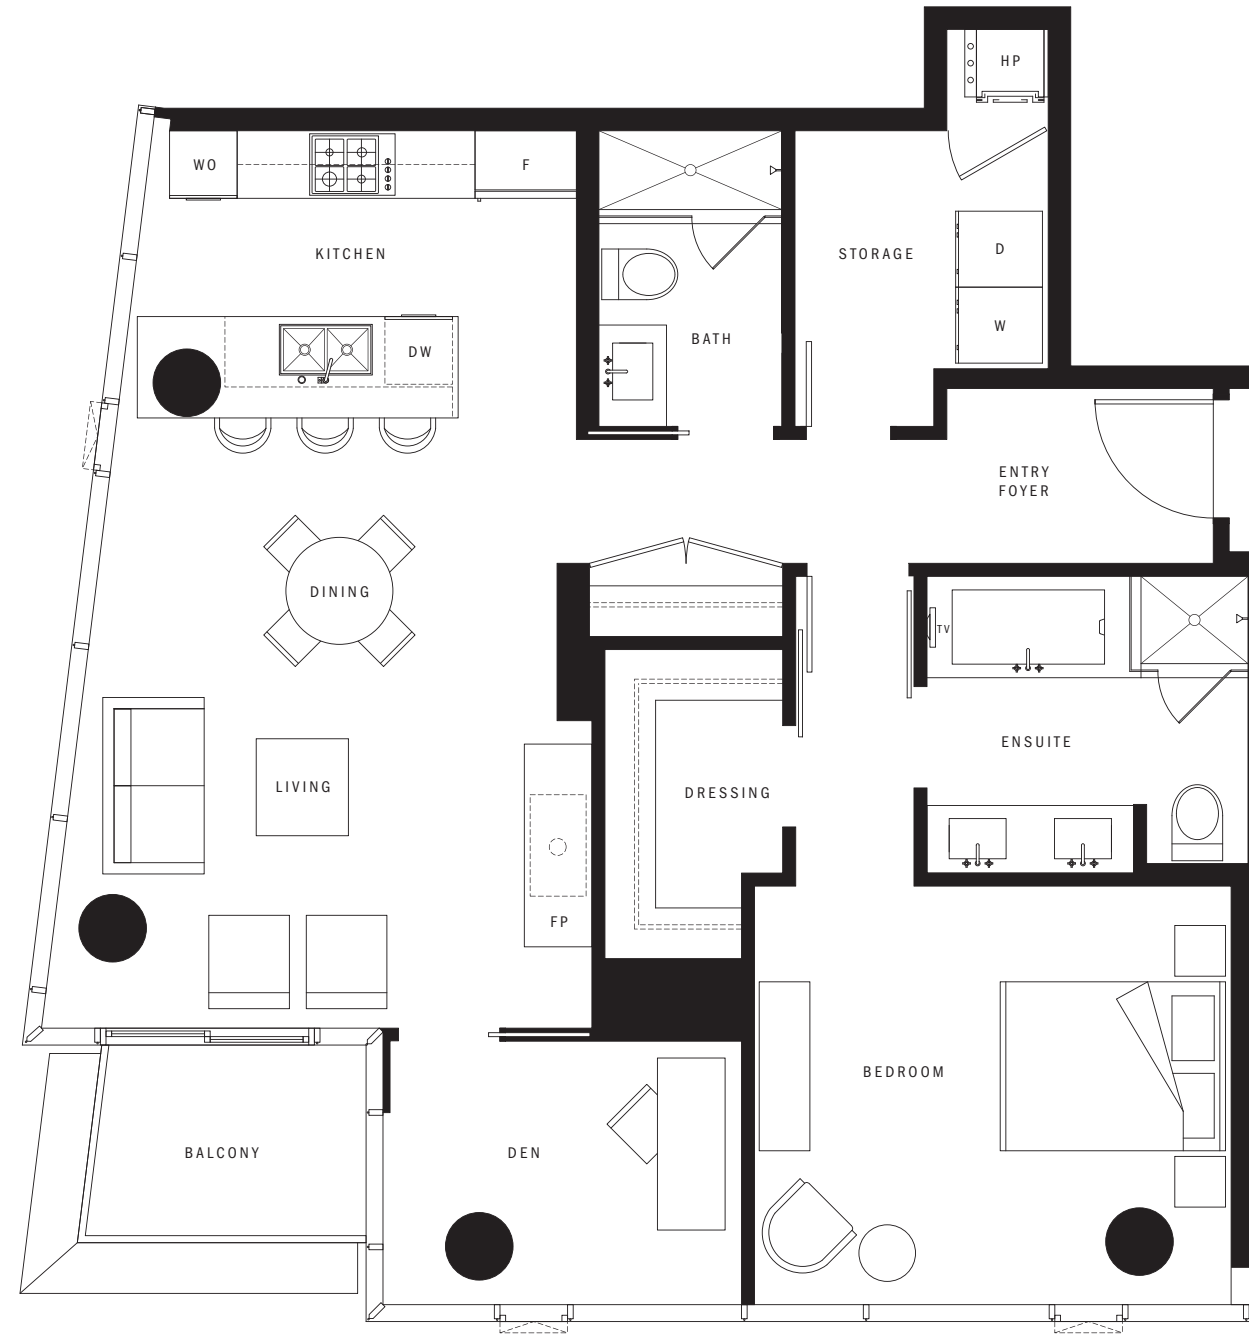 HP
WO
F
KITCHEN
STORAGE
D
W
BATH
DW
ENTRY
FOYER
DINING
TV
ENSUITE
LIVING
DRESSING
FP
BEDROOM
BALCONY
DEN